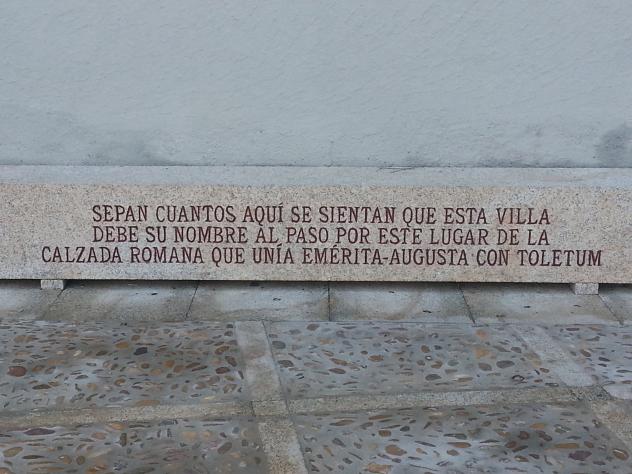 SEPAN CUANTOS AQUÍ SE SIENTAN QUE ESTA VILLA
DEBE SU NOMBRE AL PASO POR ESTE LUGAR DE LA
CALZADA ROMANA QUE UNÍA EMÉRITA-AUGUSTA CON TOLETUM